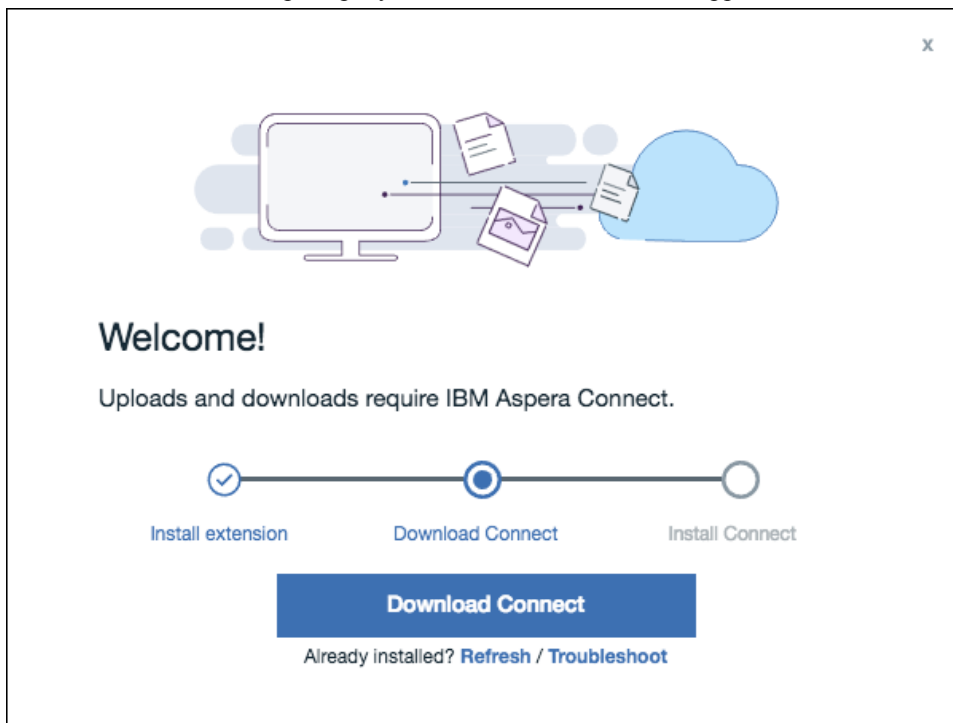 x
Welcome!
Uploads and downloads require IBM Aspera Connect.
Install extension Download Connect Install Connect
Download Connect
Already installed? Refresh / Troubleshoot